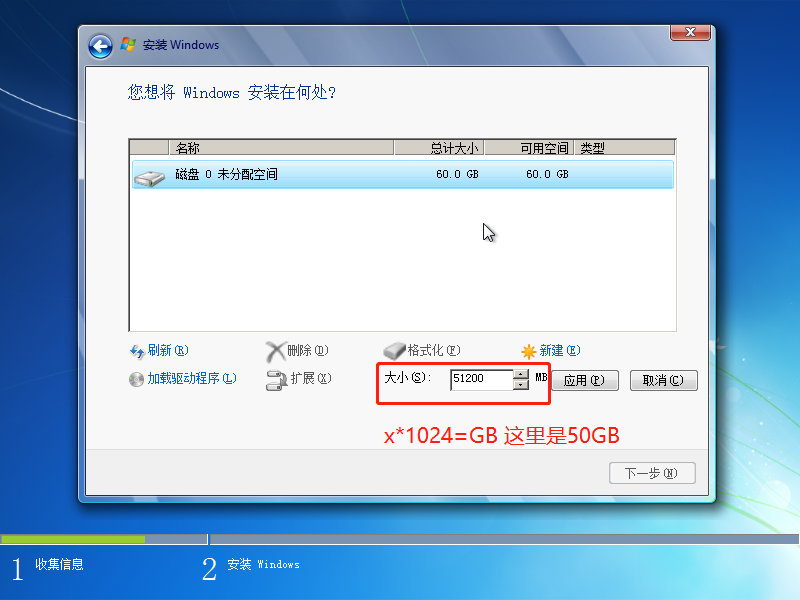 安装 Windows
您想将 Windows 安装在何处?
名称 总计大小 可用空间 类型
磁盘 0 未分配空间 60.0 GB 60.0 GB
刷新(R) 删除(D) 格式化(F) 新建(E)
加载驱动程序(L) 扩展(X) 大小(S): 51200 MB 应用(P) 取消(C)
x*1024=GB 这里是50GB
下一步(N)
1 收集信息 2 安装 Windows